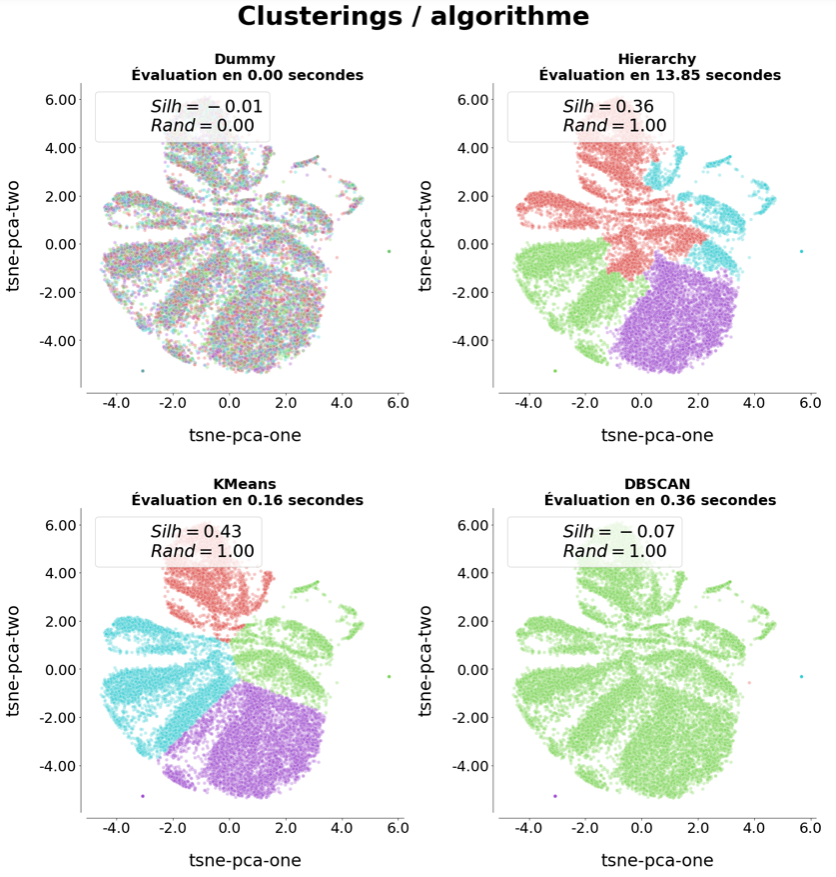 Clusterings / algorithme
Dummy
Évaluation en 0.00 secondes
Silh = −0.01
Rand = 0.00
6.00
4.00
2.00
0.00
-2.00
-4.00
tsne-pca-two
-4.0 -2.0 0.0 2.0 4.0 6.0
tsne-pca-one
Hierarchy
Évaluation en 13.85 secondes
Silh = 0.36
Rand = 1.00
6.00
4.00
2.00
0.00
-2.00
-4.00
tsne-pca-two
-4.0 -2.0 0.0 2.0 4.0 6.0
tsne-pca-one
KMeans
Évaluation en 0.16 secondes
Silh = 0.43
Rand = 1.00
6.00
4.00
2.00
0.00
-2.00
-4.00
tsne-pca-two
-4.0 -2.0 0.0 2.0 4.0 6.0
tsne-pca-one
DBSCAN
Évaluation en 0.36 secondes
Silh = −0.07
Rand = 1.00
6.00
4.00
2.00
0.00
-2.00
-4.00
tsne-pca-two
-4.0 -2.0 0.0 2.0 4.0 6.0
tsne-pca-one